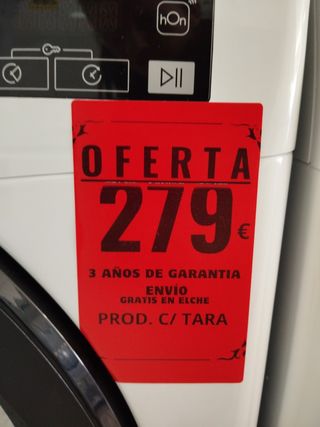 hOn
OFERTA
279€
3 AÑOS DE GARANTIA
ENVÍO
GRATIS EN ELCHE
PROD. C/ TARA